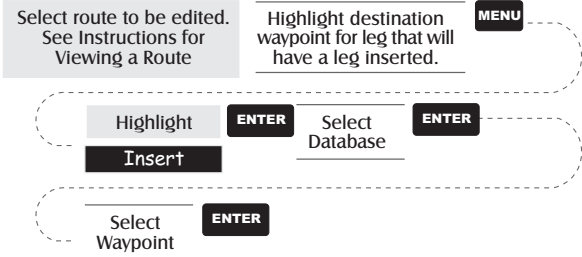 Select route to be edited.
See Instructions for
Viewing a Route
Highlight destination
waypoint for leg that will
have a leg inserted.
MENU
Highlight
Insert
ENTER
Select
Database
ENTER
Select
Waypoint
ENTER